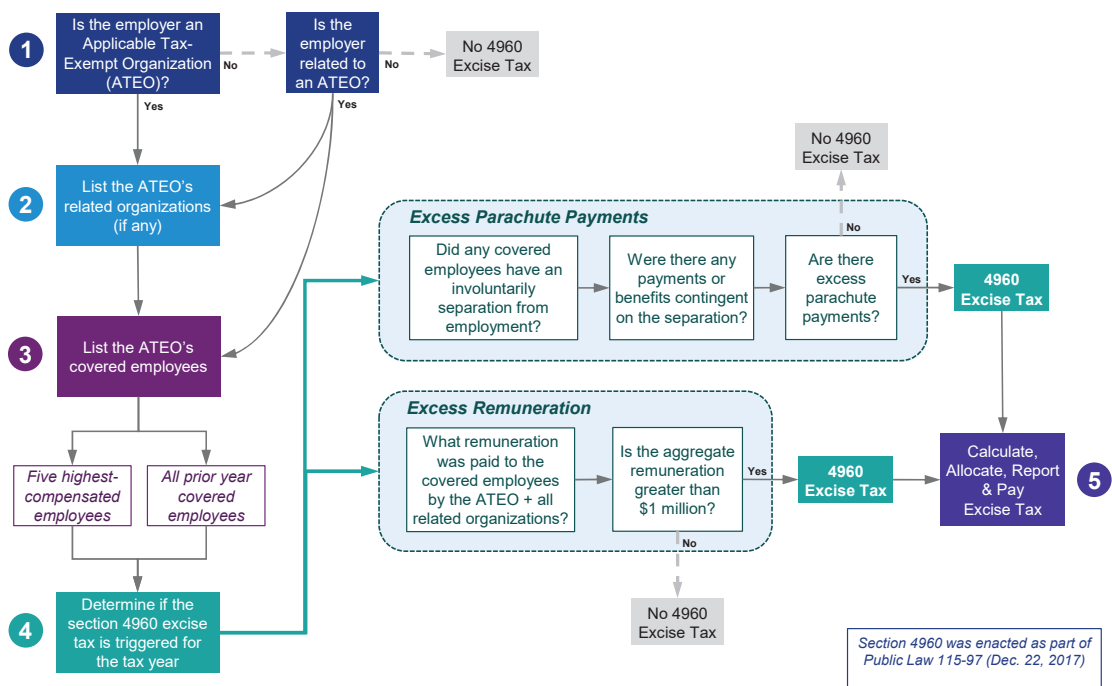 1
Is the employer an
Applicable Tax-
Exempt Organization
(ATEO)?
No
Is the
employer
related to
an ATEO?
No
No 4960
Excise Tax
Yes
Yes
2
List the ATEO's
related organizations
(if any)
3
List the ATEO's
covered employees
Five highest-
compensated
employees
All prior year
covered
employees
4
Determine if the
section 4960 excise
tax is triggered for
the tax year
No 4960
Excise Tax
No
Excess Parachute Payments
Did any covered
employees have an
involuntarily
separation from
employment?
Were there any
payments or
benefits contingent
on the separation?
Are there
excess
parachute
payments?
Yes
4960
Excise Tax
Excess Remuneration
What remuneration
was paid to the
covered employees
by the ATEO + all
related organizations?
Is the aggregate
remuneration
greater than
$1 million?
Yes
4960
Excise Tax
No
No 4960
Excise Tax
Calculate,
Allocate, Report
& Pay
Excise Tax
5
Section 4960 was enacted as part of
Public Law 115-97 (Dec. 22, 2017)